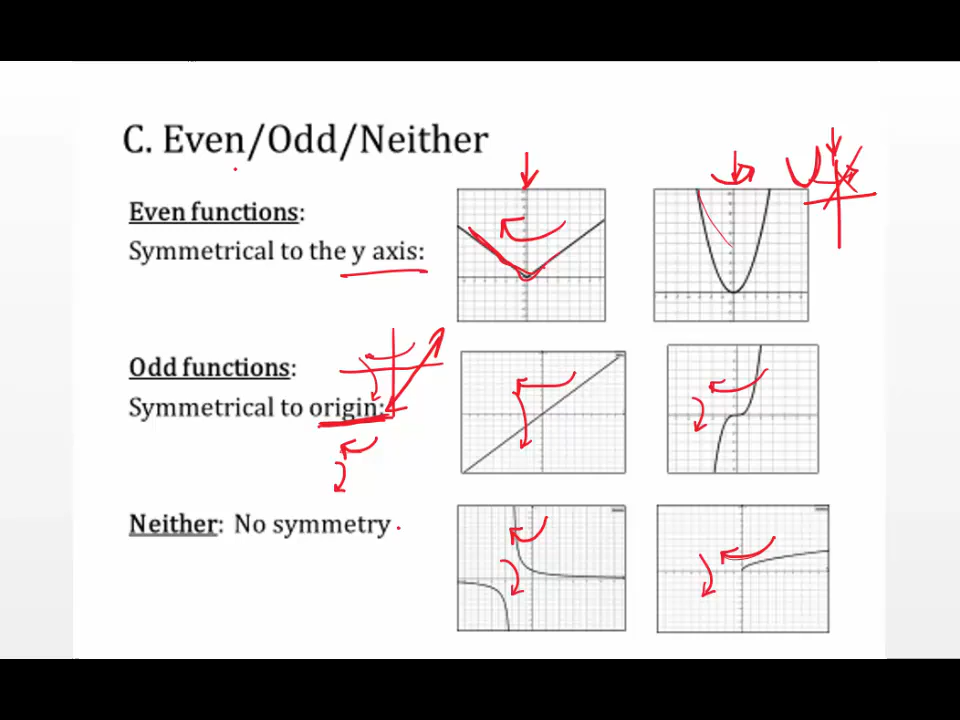 C. Even/Odd/Neither
Even functions:
Symmetrical to the y axis:
Odd functions:
Symmetrical to origin:
Neither: No symmetry